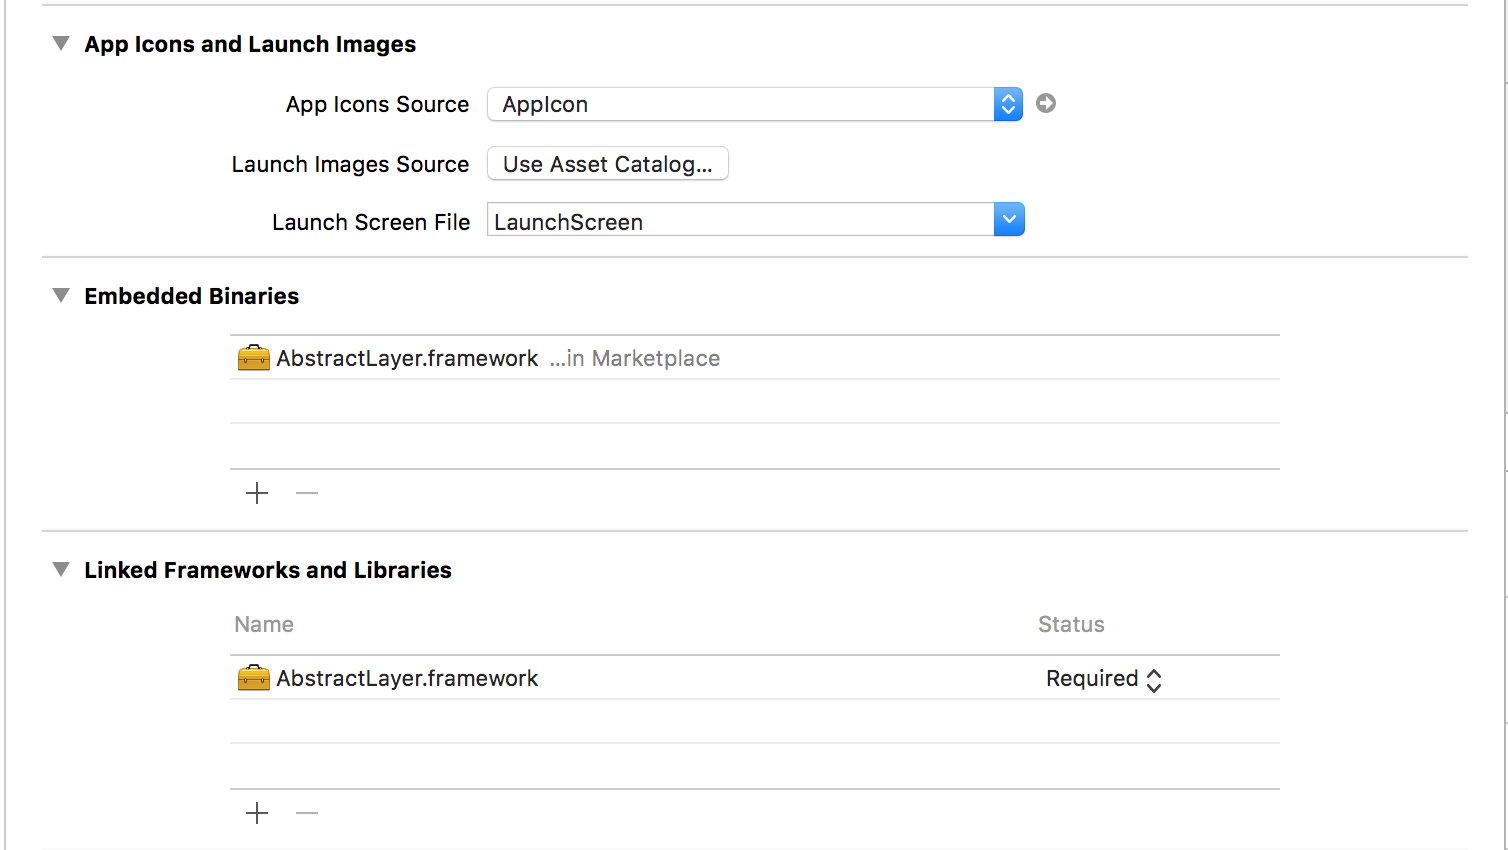 App Icons and Launch Images
App Icons Source AppIcon
Launch Images Source Use Asset Catalog...
Launch Screen File LaunchScreen
Embedded Binaries
AbstractLayer.framework ...in Marketplace
Linked Frameworks and Libraries
Name Status
AbstractLayer.framework Required